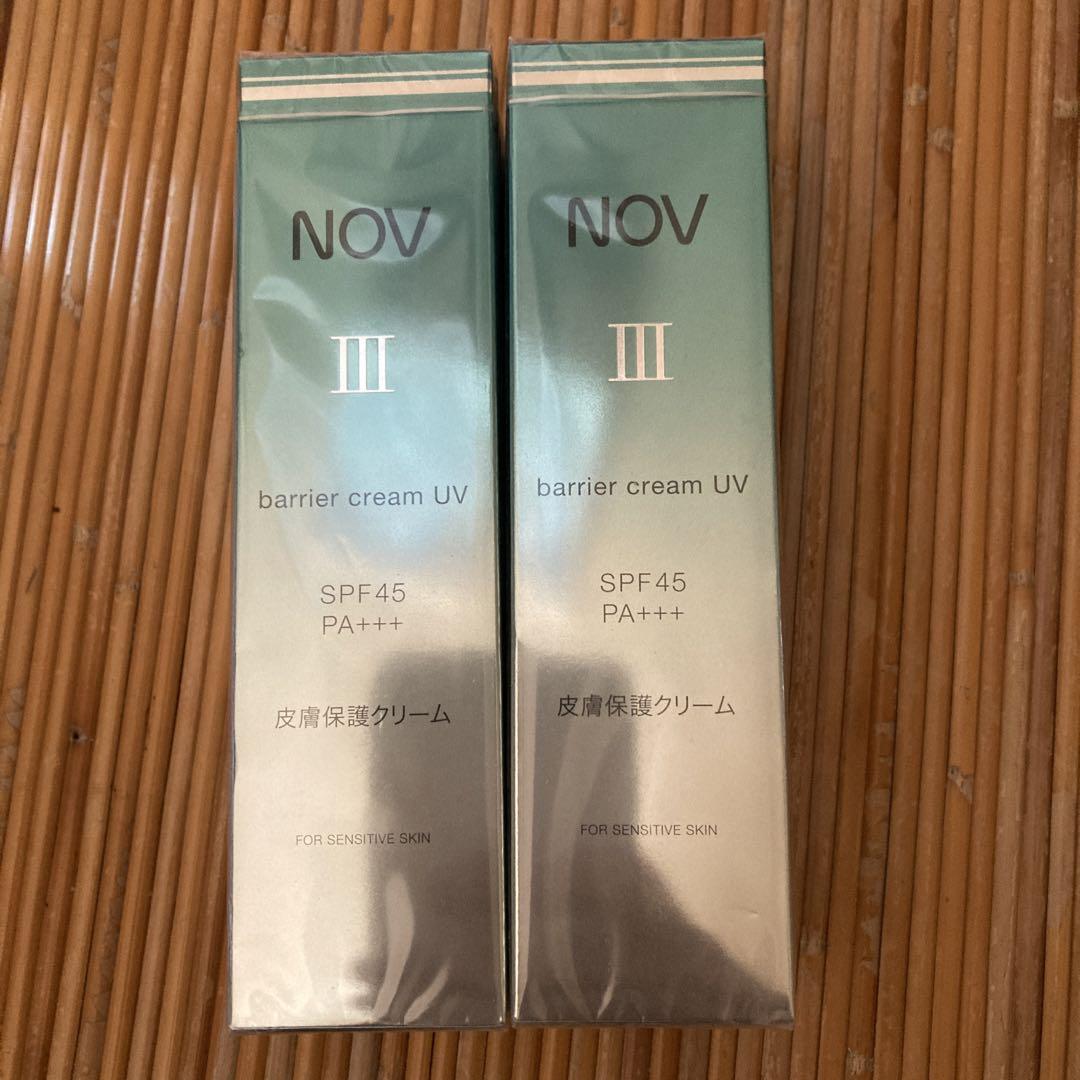 NOV
III
barrier cream UV
SPF45
PA+++
皮膚保護クリーム
FOR SENSITIVE SKIN
NOV
III
barrier cream UV
SPF45
PA+++
皮膚保護クリーム
FOR SENSITIVE SKIN